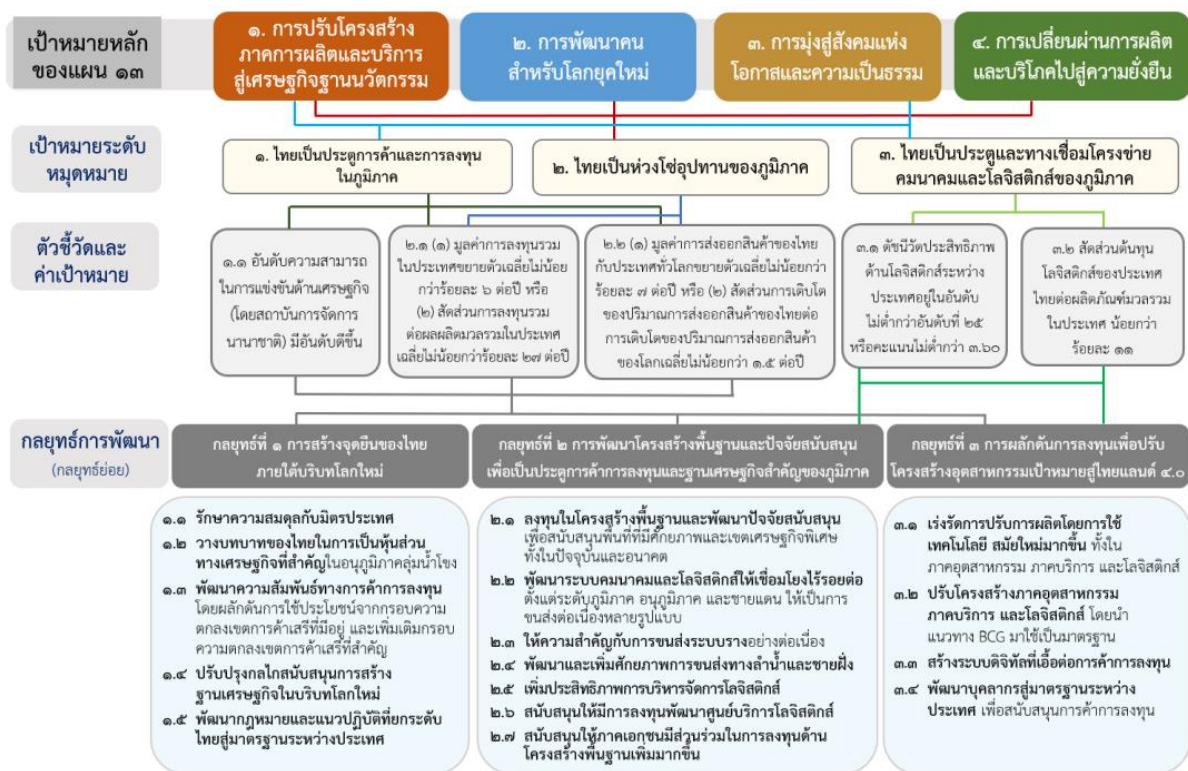 เป้าหมายหลัก
ของแผน ๑๓
๑. การปรับโครงสร้าง
ภาคการผลิตและบริการ
สู่เศรษฐกิจฐานนวัตกรรม
๒. การพัฒนาคน
สำหรับโลกยุคใหม่
๓. การมุ่งสู่สังคมแห่ง
โอกาสและความเป็นธรรม
๔. การเปลี่ยนผ่านการผลิต
และบริโภคไปสู่ความยั่งยืน
เป้าหมายระดับ
หมุดหมาย
๑. ไทยเป็นประตูการค้าและการลงทุน
ในภูมิภาค
๒. ไทยเป็นห่วงโซ่อุปทานของภูมิภาค
๓. ไทยเป็นประตูและทางเชื่อมโครงข่าย
คมนาคมและโลจิสติกส์ของภูมิภาค
ตัวชี้วัดและ
ค่าเป้าหมาย
๑.๑ อันดับความสามารถ
ในการแข่งขันด้านเศรษฐกิจ
(โดยสถาบันการจัดการ
นานาชาติ) มีอันดับดีขึ้น
๒.๑ (๑) มูลค่าการลงทุนรวม
ในประเทศขยายตัวเฉลี่ยไม่น้อย
กว่าร้อยละ ๖ ต่อปี หรือ
(๒) สัดส่วนการลงทุนรวม
ต่อผลผลิตมวลรวมในประเทศ
เฉลี่ยไม่น้อยกว่าร้อยละ ๒๗ ต่อปี
๒.๒ (๑) มูลค่าการส่งออกสินค้าของไทย
กับประเทศทั่วโลกขยายตัวเฉลี่ยไม่น้อยกว่า
ร้อยละ ๗ ต่อปี หรือ (๒) สัดส่วนการเติบโต
ของปริมาณการส่งออกสินค้าของไทยต่อ
การเติบโตของปริมาณการส่งออกสินค้า
ของโลกเฉลี่ยไม่น้อยกว่า ๑.๕ ต่อปี
๓.๑ ดัชนีวัดประสิทธิภาพ
ด้านโลจิสติกส์ระหว่าง
ประเทศอยู่ในอันดับ
ไม่ต่ำกว่าอันดับที่ ๒๕
หรือคะแนนไม่ต่ำกว่า ๓.๖๐
๓.๒ สัดส่วนต้นทุน
โลจิสติกส์ของประเทศ
ไทยต่อผลิตภัณฑ์มวลรวม
ในประเทศ น้อยกว่า
ร้อยละ ๑๑
กลยุทธ์การพัฒนา
(กลยุทธ์ย่อย)
กลยุทธ์ที่ ๑ การสร้างจุดยืนของไทย
ภายใต้บริบทโลกใหม่
กลยุทธ์ที่ ๒ การพัฒนาโครงสร้างพื้นฐานและปัจจัยสนับสนุน
เพื่อเป็นประตูการค้าการลงทุนและฐานเศรษฐกิจสำคัญของภูมิภาค
กลยุทธ์ที่ ๓ การผลักดันการลงทุนเพื่อปรับ
โครงสร้างอุตสาหกรรมเป้าหมายสู่ไทยแลนด์ ๔.๐
๑.๑ รักษาความสมดุลกับมิตรประเทศ
๑.๒ วางบทบาทของไทยในการเป็นหุ้นส่วน
ทางเศรษฐกิจที่สำคัญในอนุภูมิภาคลุ่มน้ำโขง
๑.๓ พัฒนาความสัมพันธ์ทางการค้าการลงทุน
โดยผลักดันการใช้ประโยชน์จากกรอบความ
ตกลงเขตการค้าเสรีที่มีอยู่ และเพิ่มเติมกรอบ
ความตกลงเขตการค้าเสรีที่สำคัญ
๑.๔ ปรับปรุงกลไกสนับสนุนการสร้าง
ฐานเศรษฐกิจในบริบทโลกใหม่
๑.๕ พัฒนากฎหมายและแนวปฏิบัติที่ยกระดับ
ไทยสู่มาตรฐานระหว่างประเทศ
๒.๑ ลงทุนในโครงสร้างพื้นฐานและพัฒนาปัจจัยสนับสนุน
เพื่อสนับสนุนพื้นที่ที่มีศักยภาพและเขตเศรษฐกิจพิเศษ
ทั้งในปัจจุบันและอนาคต
๒.๒ พัฒนาระบบคมนาคมและโลจิสติกส์ให้เชื่อมโยงไร้รอยต่อ
ตั้งแต่ระดับภูมิภาค อนุภูมิภาค และชายแดน ให้เป็นการ
ขนส่งต่อเนื่องหลายรูปแบบ
๒.๓ ให้ความสำคัญกับการขนส่งระบบรางอย่างต่อเนื่อง
๒.๔ พัฒนาและเพิ่มศักยภาพการขนส่งทางลำน้ำและชายฝั่ง
๒.๕ เพิ่มประสิทธิภาพการบริหารจัดการโลจิสติกส์
๒.๖ สนับสนุนให้มีการลงทุนพัฒนาศูนย์บริการโลจิสติกส์
๒.๗ สนับสนุนให้ภาคเอกชนมีส่วนร่วมในการลงทุนด้าน
โครงสร้างพื้นฐานเพิ่มมากขึ้น
๓.๑ เร่งรัดการปรับการผลิตโดยการใช้
เทคโนโลยี สมัยใหม่มากขึ้น ทั้งใน
ภาคอุตสาหกรรม ภาคบริการ และโลจิสติกส์
๓.๒ ปรับโครงสร้างภาคอุตสาหกรรม
ภาคบริการ และโลจิสติกส์ โดยนำ
แนวทาง BCG มาใช้เป็นมาตรฐาน
๓.๓ สร้างระบบดิจิทัลที่เอื้อต่อการค้าการลงทุน
๓.๔ พัฒนาบุคลากรสู่มาตรฐานระหว่าง
ประเทศ เพื่อสนับสนุนการค้าการลงทุน